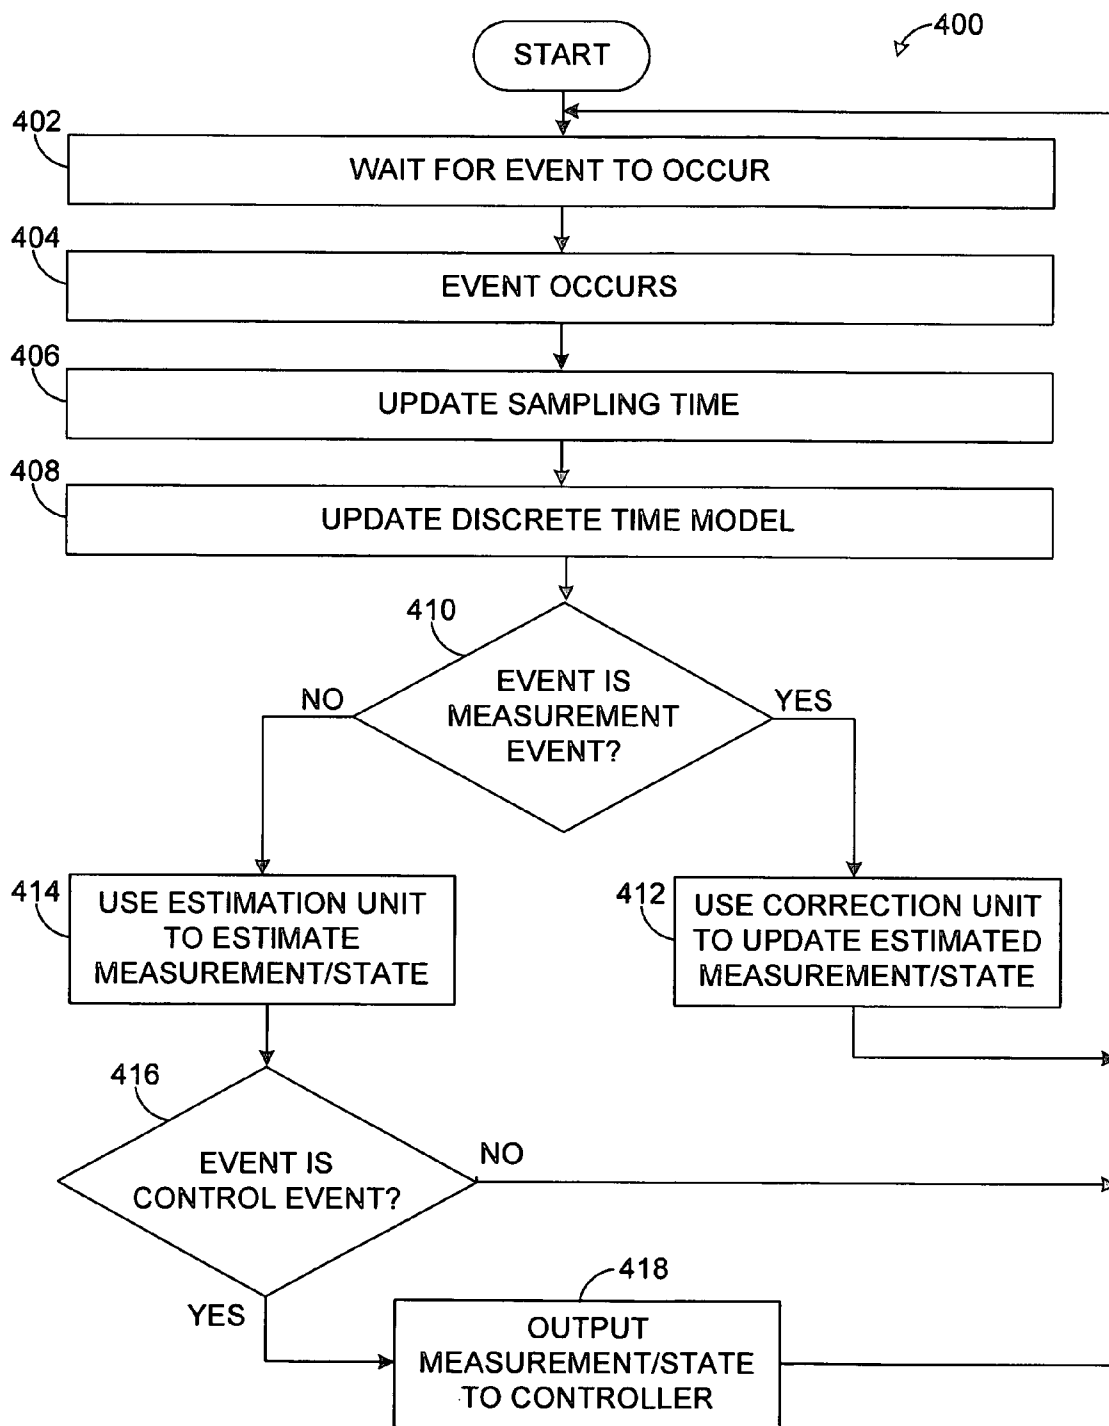 START
400
402
WAIT FOR EVENT TO OCCUR
404
EVENT OCCURS
406
UPDATE SAMPLING TIME
408
UPDATE DISCRETE TIME MODEL
410
EVENT IS
MEASUREMENT
EVENT?
NO
YES
414
USE ESTIMATION UNIT
TO ESTIMATE
MEASUREMENT/STATE
412
USE CORRECTION UNIT
TO UPDATE ESTIMATED
MEASUREMENT/STATE
416
EVENT IS
CONTROL EVENT?
NO
YES
418
OUTPUT
MEASUREMENT/STATE
TO CONTROLLER